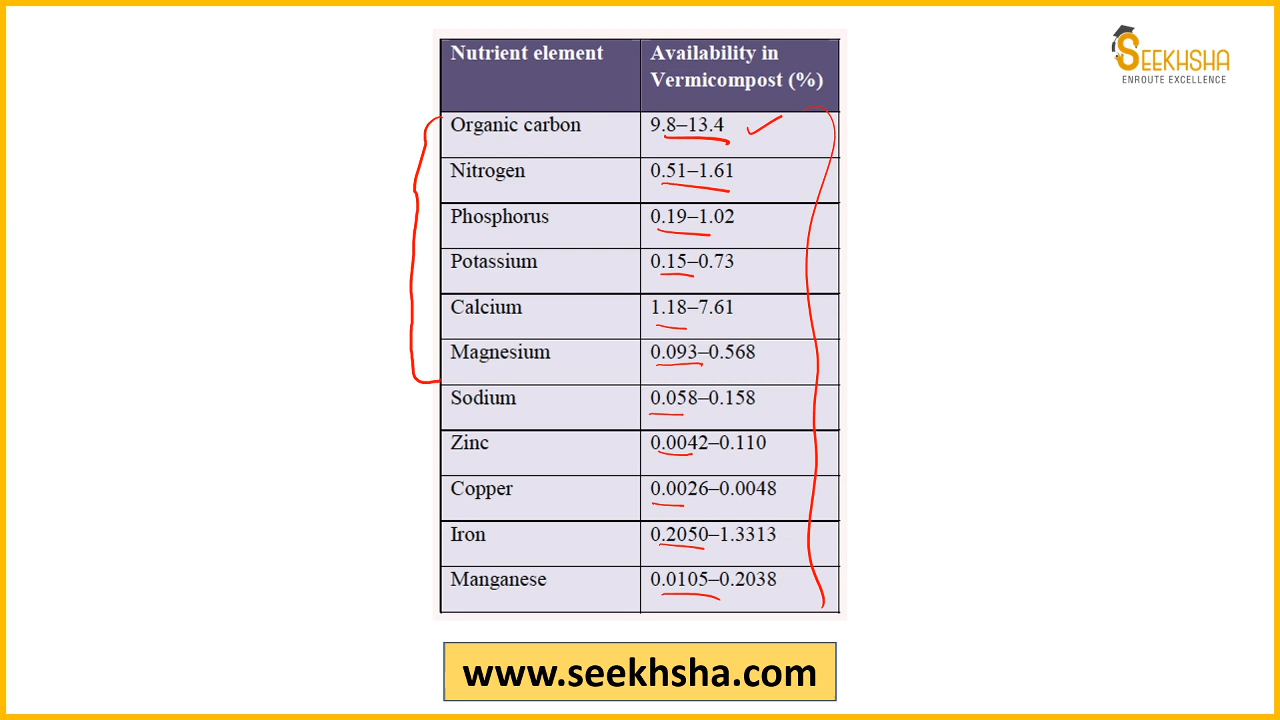 SEEKHSHA
ENROUTE EXCELLENCE
Nutrient element Availability in
Vermicompost (%)
Organic carbon 9.8–13.4
Nitrogen 0.51–1.61
Phosphorus 0.19–1.02
Potassium 0.15–0.73
Calcium 1.18–7.61
Magnesium 0.093–0.568
Sodium 0.058–0.158
Zinc 0.0042–0.110
Copper 0.0026–0.0048
Iron 0.2050–1.3313
Manganese 0.0105–0.2038
www.seekhsha.com